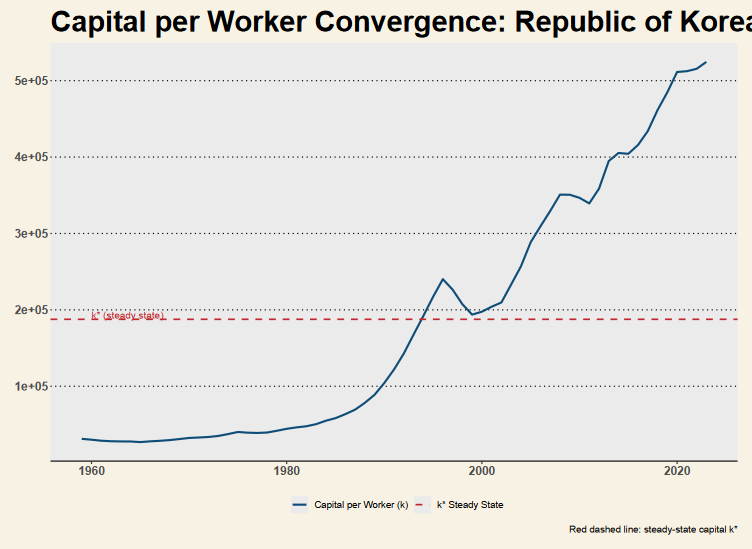 Capital per Worker Convergence: Republic of Korea
5e+05
4e+05
3e+05
2e+05
k* (steady state)
1e+05
1960 1980 2000 2020
Capital per Worker (k) k* Steady State
Red dashed line: steady-state capital k*